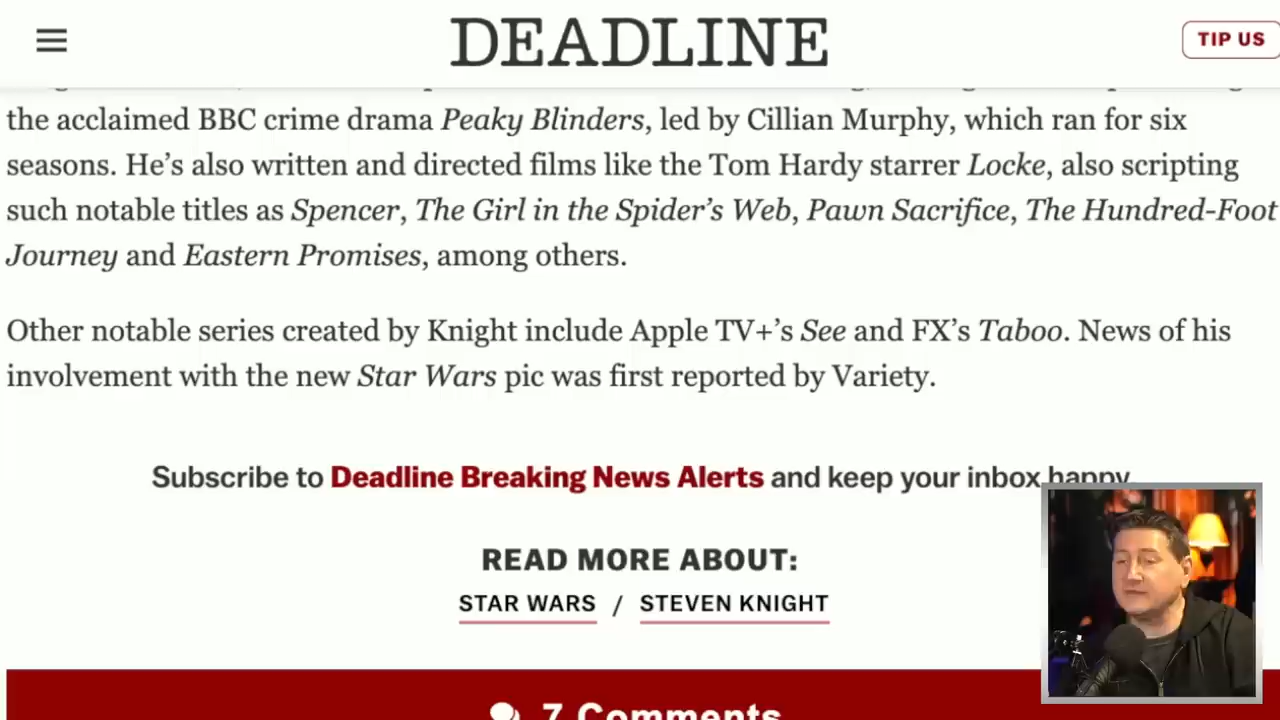 DEADLINE
TIP US
the acclaimed BBC crime drama Peaky Blinders, led by Cillian Murphy, which ran for six
seasons. He’s also written and directed films like the Tom Hardy starrer Locke, also scripting
such notable titles as Spencer, The Girl in the Spider’s Web, Pawn Sacrifice, The Hundred-Foot
Journey and Eastern Promises, among others.
Other notable series created by Knight include Apple TV+’s See and FX’s Taboo. News of his
involvement with the new Star Wars pic was first reported by Variety.
Subscribe to Deadline Breaking News Alerts and keep your inbox happy
READ MORE ABOUT:
STAR WARS / STEVEN KNIGHT
7 Comments